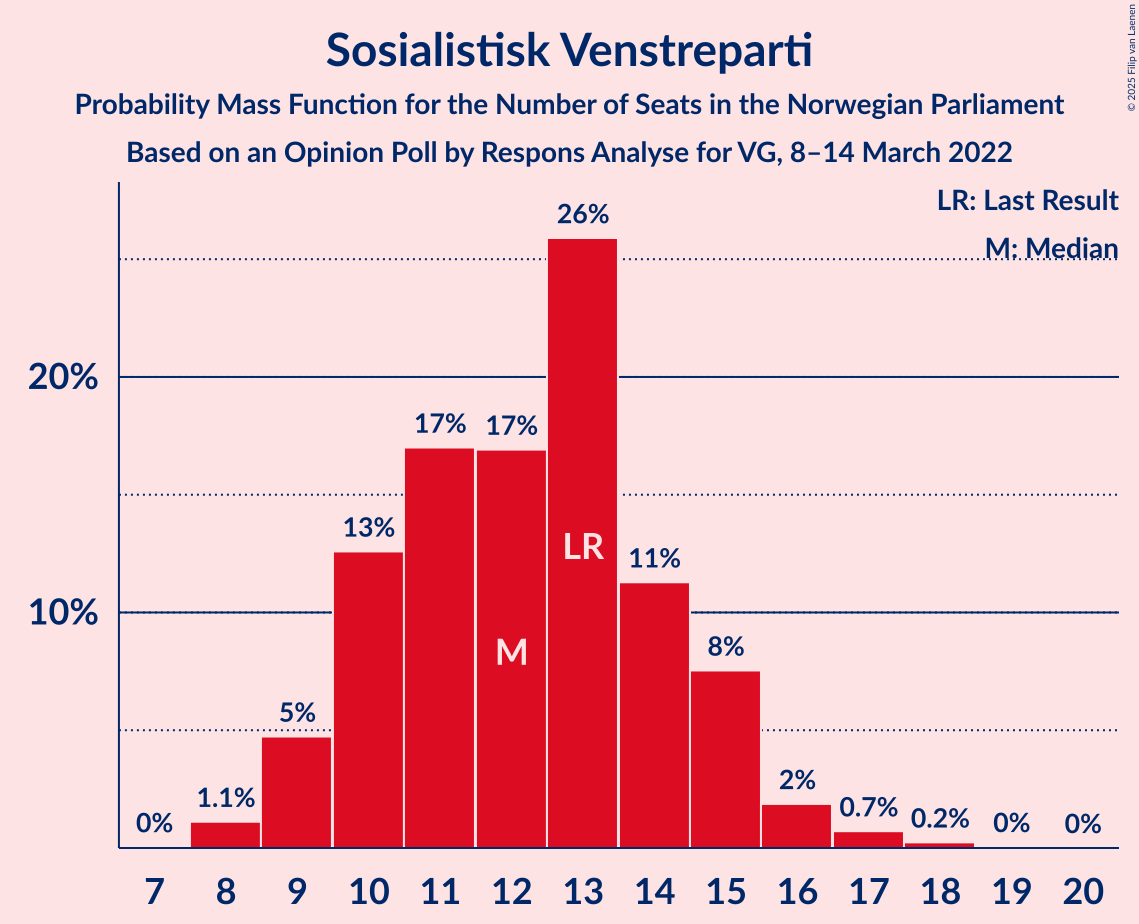 Sosialistisk Venstreparti
Probability Mass Function for the Number of Seats in the Norwegian Parliament
Based on an Opinion Poll by Respons Analyse for VG, 8–14 March 2022
© 2025 Filip van Laenen
LR: Last Result
M: Median
20%
10%
0%
1.1%
5%
13%
17%
17%
26%
11%
8%
2%
0.7%
0.2%
0%
0%
LR
M
7 8 9 10 11 12 13 14 15 16 17 18 19 20